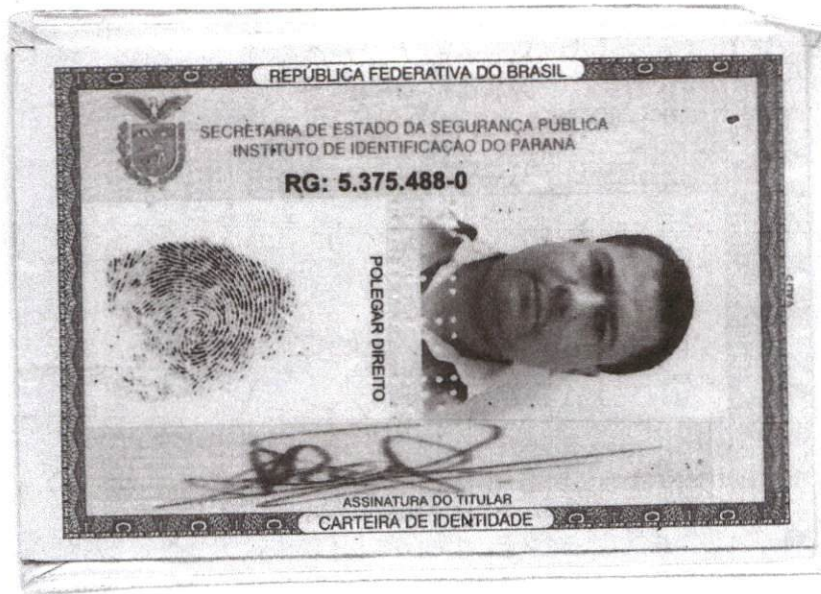 REPÚBLICA FEDERATIVA DO BRASIL
SECRETARIA DE ESTADO DA SEGURANÇA PÚBLICA
INSTITUTO DE IDENTIFICAÇÃO DO PARANÁ
RG: 5.375.488-0
POLEGAR DIREITO
ASSINATURA DO TITULAR
CARTEIRA DE IDENTIDADE